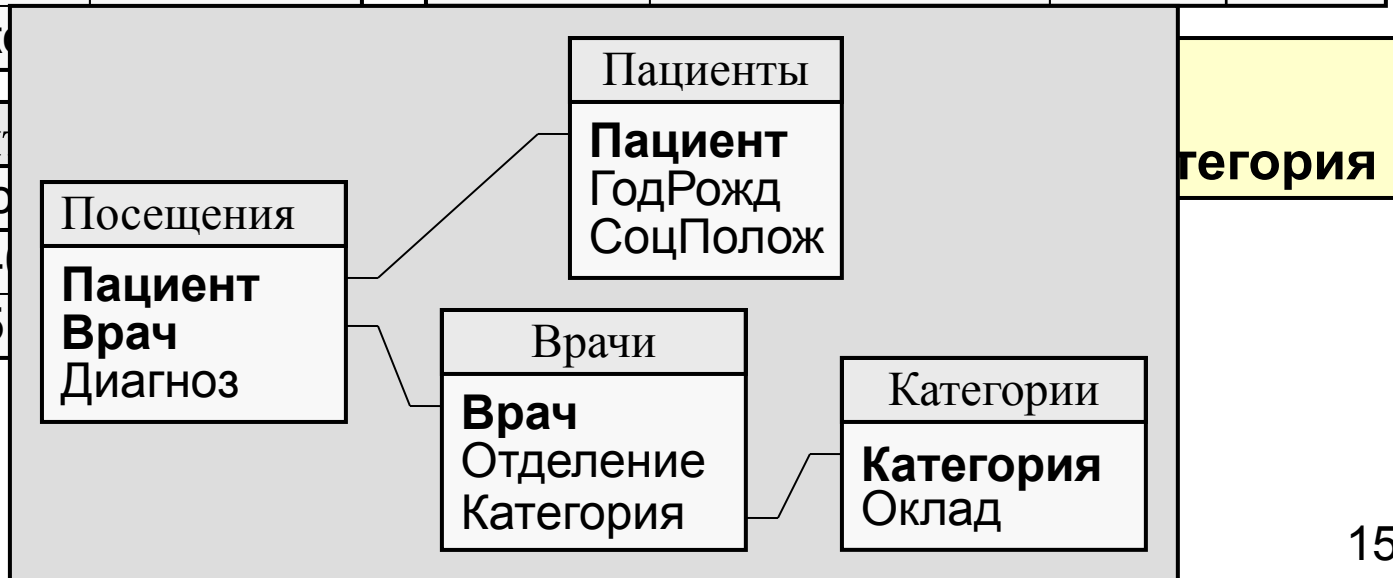 Пациенты
Пациент
ГодРожд
СоцПолож
тегория
Посещения
Пациент
Врач
Диагноз
Врачи
Врач
Отделение
Категория
Категории
Категория
Оклад
15